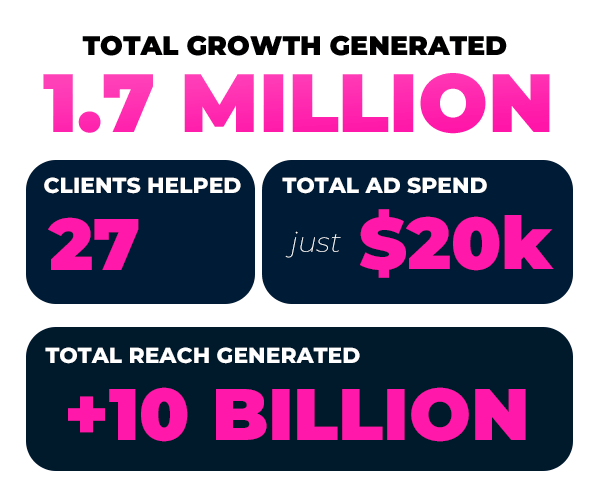 TOTAL GROWTH GENERATED
1.7 MILLION
CLIENTS HELPED
27
TOTAL AD SPEND
just $20k
TOTAL REACH GENERATED
+10 BILLION